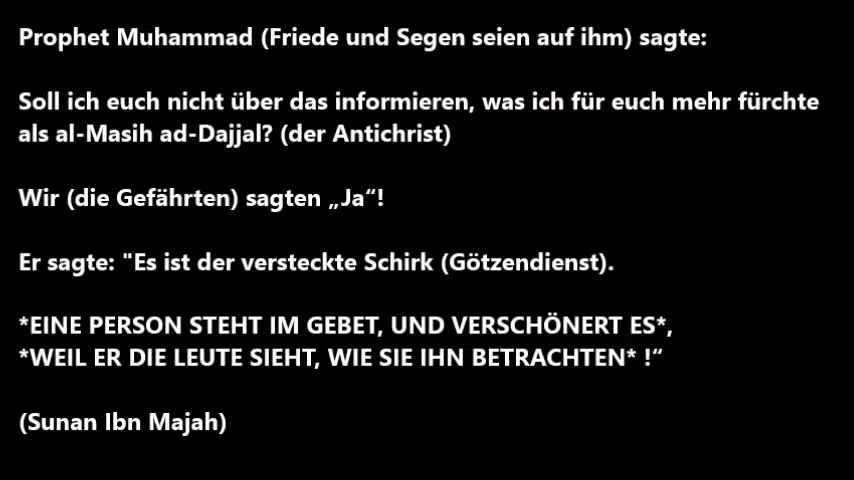 Prophet Muhammad (Friede und Segen seien auf ihm) sagte:
Soll ich euch nicht über das informieren, was ich für euch mehr fürchte
als al-Masih ad-Dajjal? (der Antichrist)
Wir (die Gefährten) sagten „Ja“!
Er sagte: "Es ist der versteckte Schirk (Götzendienst).
*EINE PERSON STEHT IM GEBET, UND VERSCHÖNERT ES*,
*WEIL ER DIE LEUTE SIEHT, WIE SIE IHN BETRACHTEN* !“
(Sunan Ibn Majah)